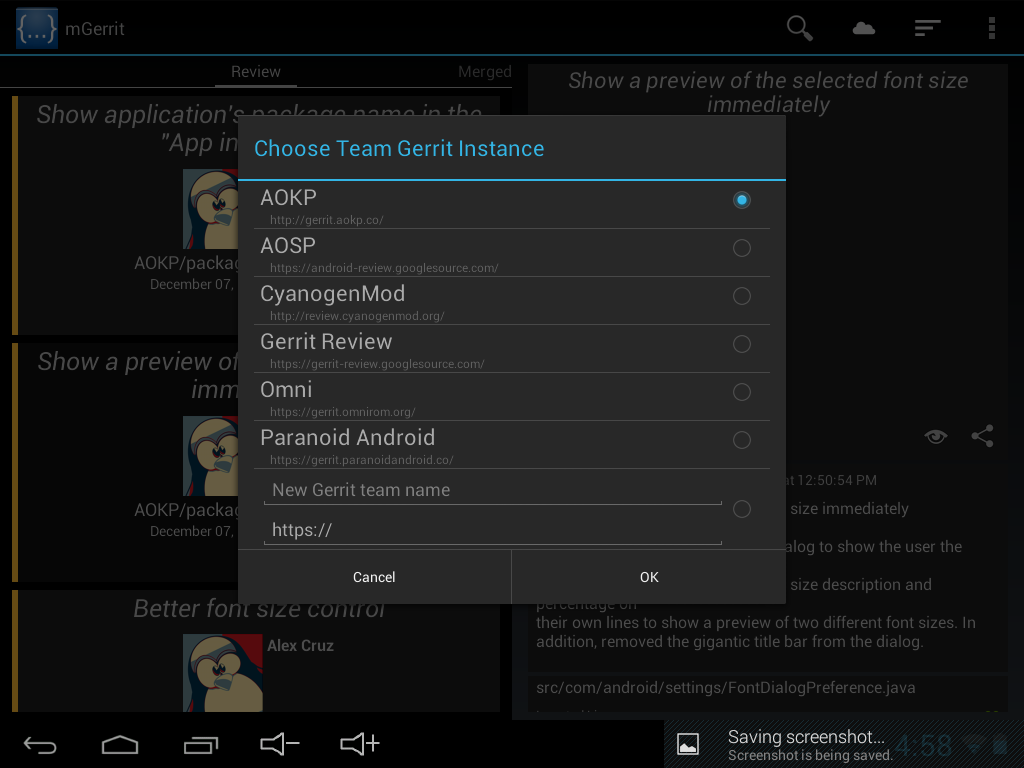 {...} mGerrit
Review
Merged
Show application's package name in the
"App in
AOKP/packag
December 07,
Show a preview of
imm
AOKP/packag
December 07,
Better font size control
Alex Cruz
Show a preview of the selected font size
immediately
Choose Team Gerrit Instance
AOKP
http://gerrit.aokp.co/
AOSP
https://android-review.googlesource.com/
CyanogenMod
http://review.cyanogenmod.org/
Gerrit Review
https://gerrit-review.googlesource.com/
Omni
https://gerrit.omnirom.org/
Paranoid Android
https://gerrit.paranoidandroid.co/
New Gerrit team name
https://
Cancel
OK
at 12:50:54 PM
size immediately
alog to show the user the
size description and
percentage on
their own lines to show a preview of two different font sizes. In
addition, removed the gigantic title bar from the dialog.
src/com/android/settings/FontDialogPreference.java
Saving screenshot...
Screenshot is being saved.
4:58